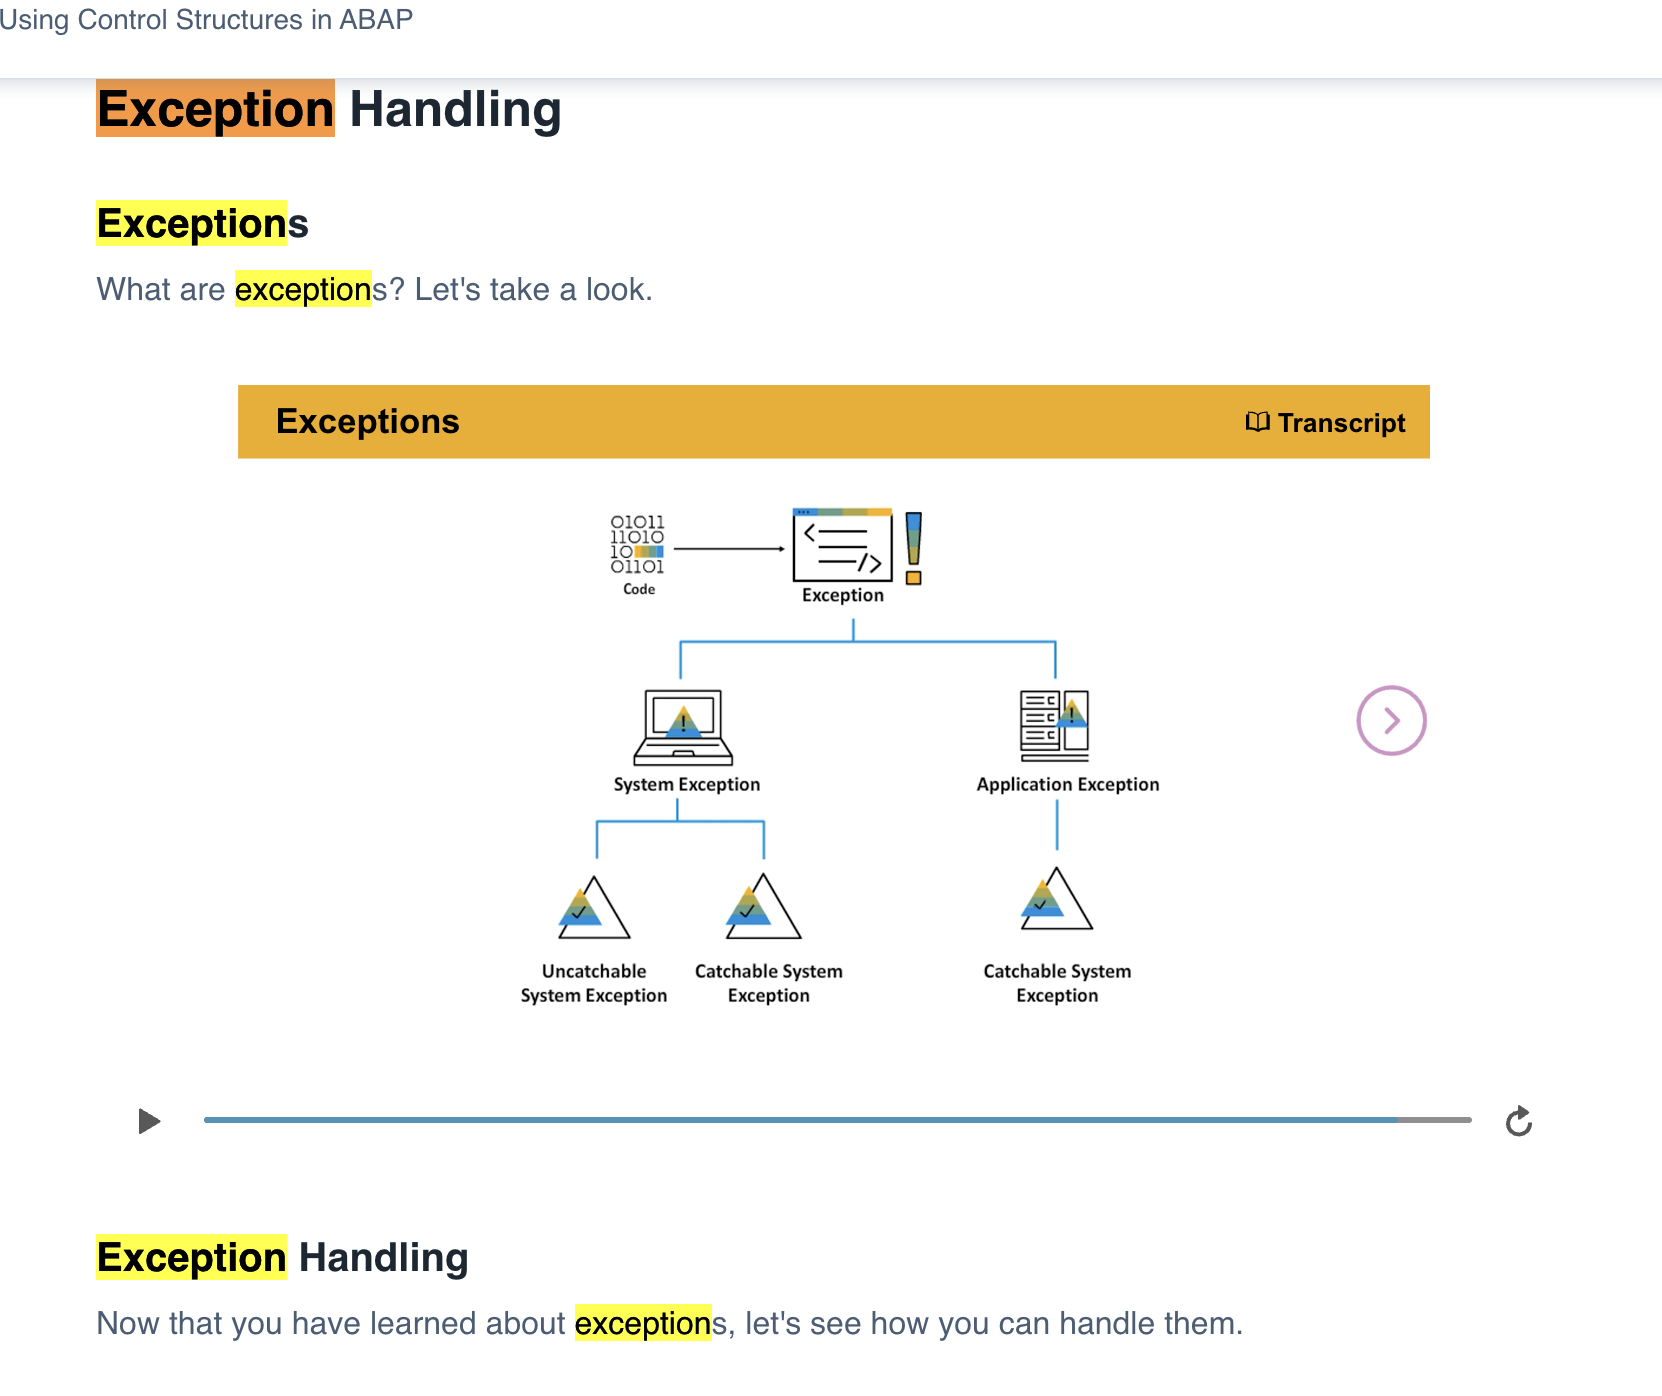 Using Control Structures in ABAP
Exception Handling
Exceptions
What are exceptions? Let's take a look.
Exceptions
Transcript
01011
11010
10
01101
Code
Exception
System Exception
Application Exception
Uncatchable
System Exception
Catchable System
Exception
Catchable System
Exception
Exception Handling
Now that you have learned about exceptions, let's see how you can handle them.